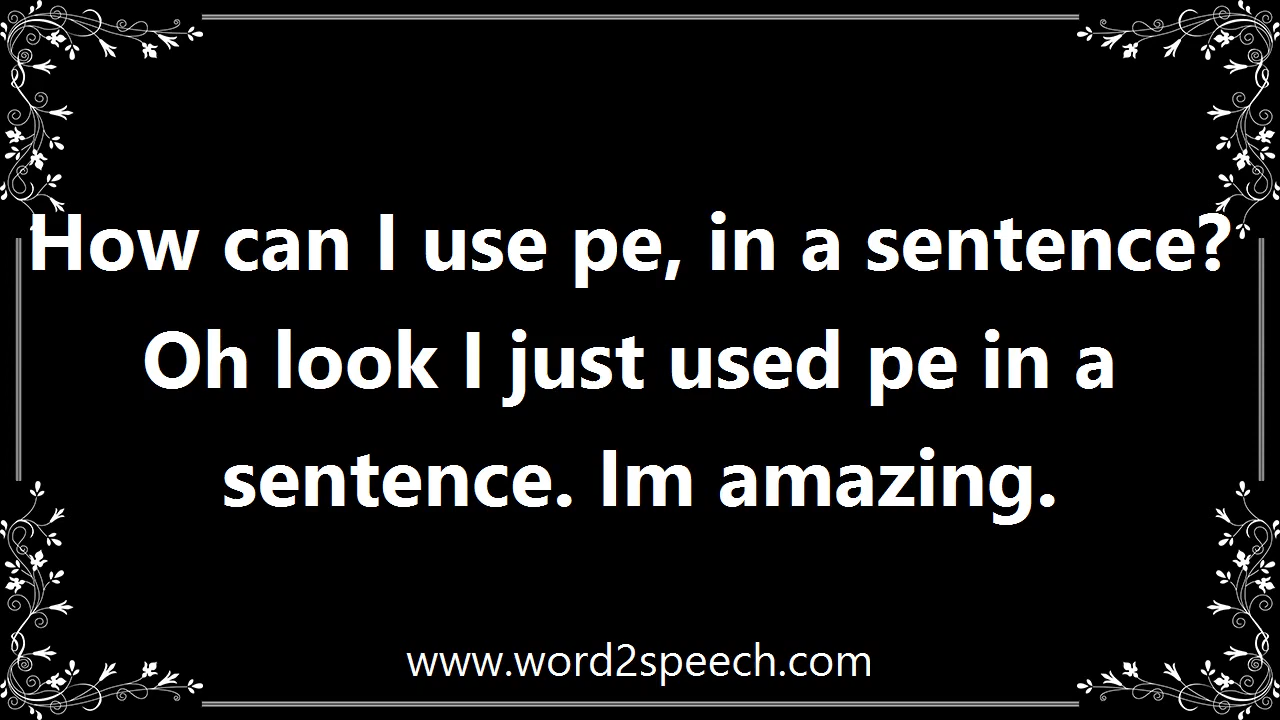 How can I use pe, in a sentence?
Oh look I just used pe in a
sentence. Im amazing.
www.word2speech.com